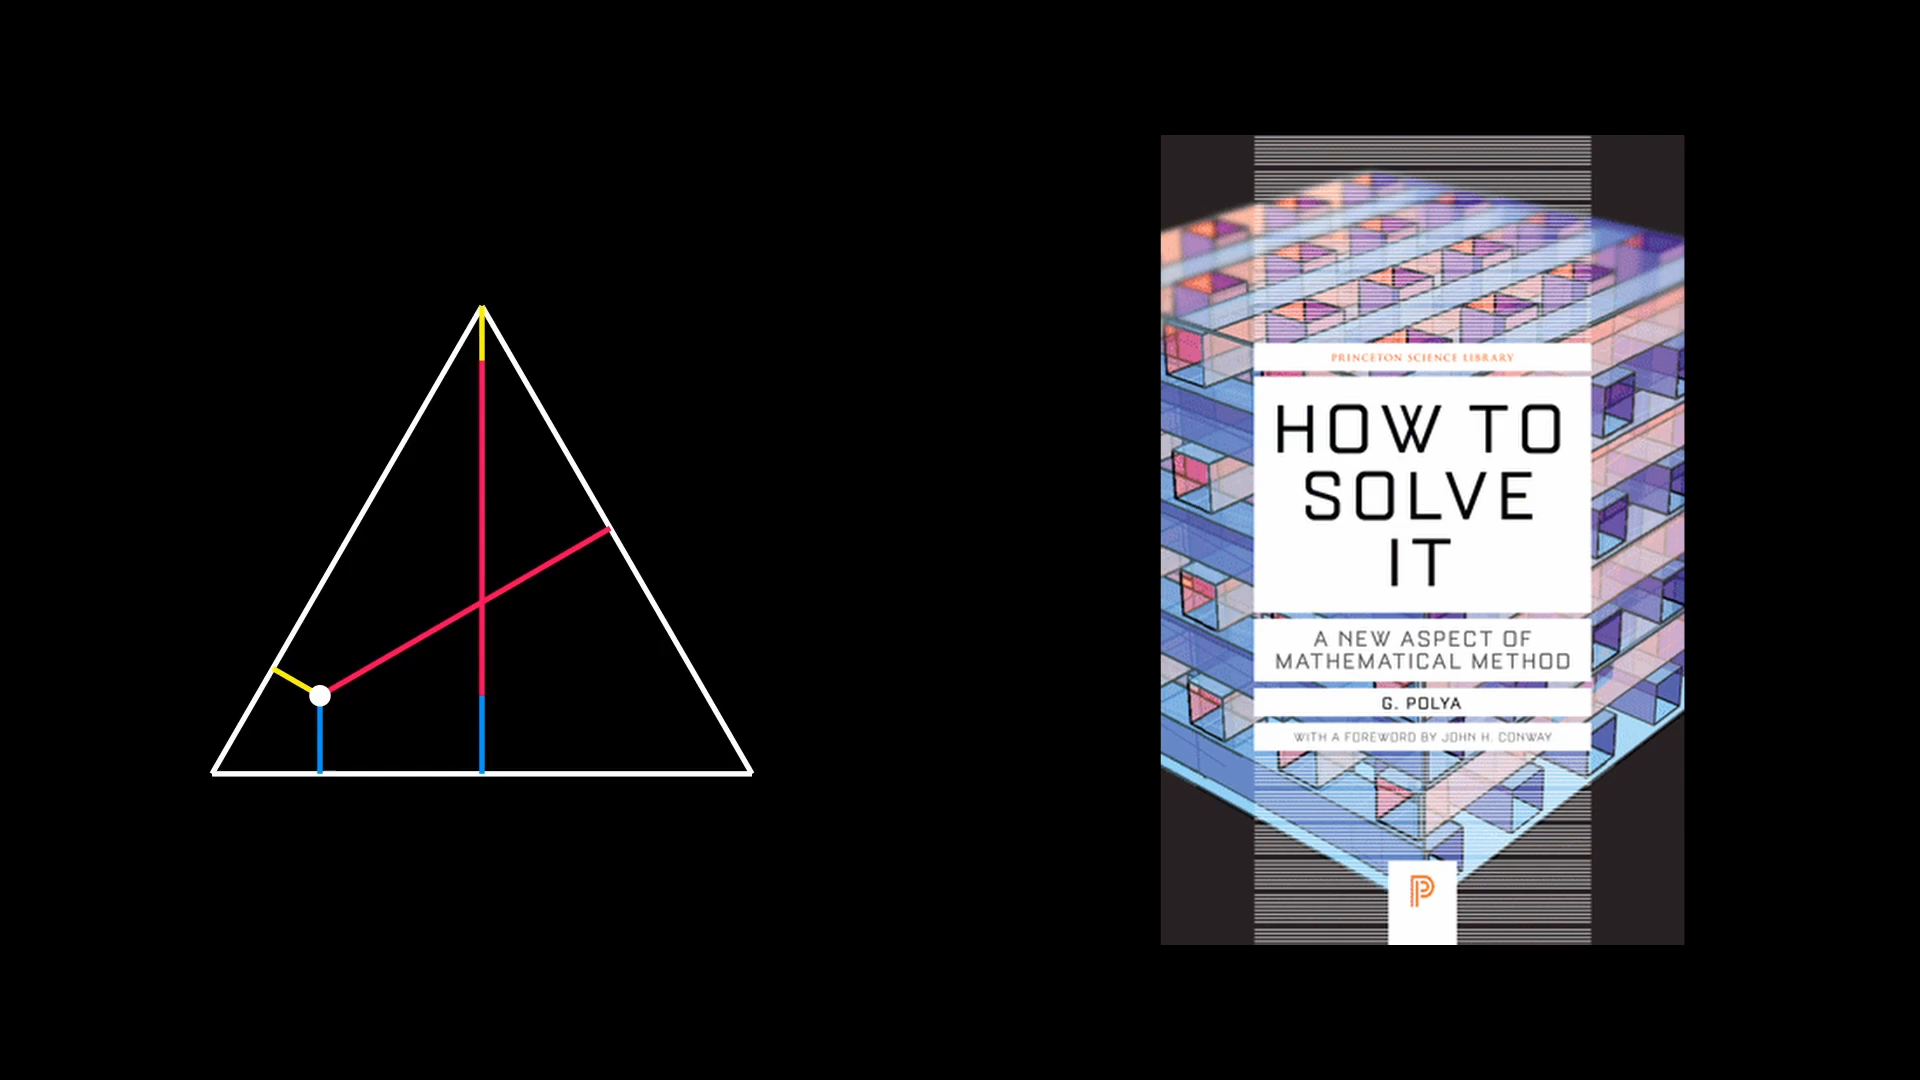 PRINCETON SCIENCE LIBRARY
HOW TO
SOLVE
IT
A NEW ASPECT OF
MATHEMATICAL METHOD
G. POLYA
WITH A FOREWORD BY JOHN H. CONWAY